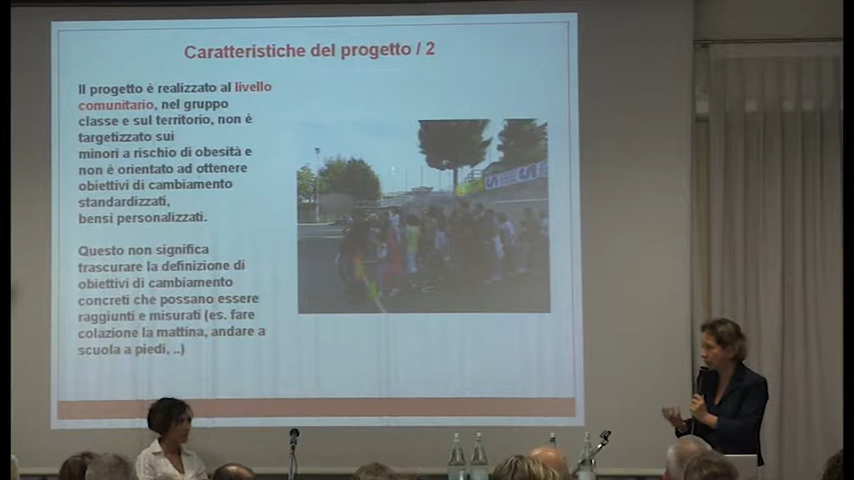 Caratteristiche del progetto / 2
Il progetto è realizzato al livello
comunitario, nel gruppo
classe e sul territorio, non è
targetizzato sui
minori a rischio di obesità e
non è orientato ad ottenere
obiettivi di cambiamento
standardizzati,
bensì personalizzati.
Questo non significa
trascurare la definizione di
obiettivi di cambiamento
concreti che possano essere
raggiunti e misurati (es. fare
colazione la mattina, andare a
scuola a piedi, ..)